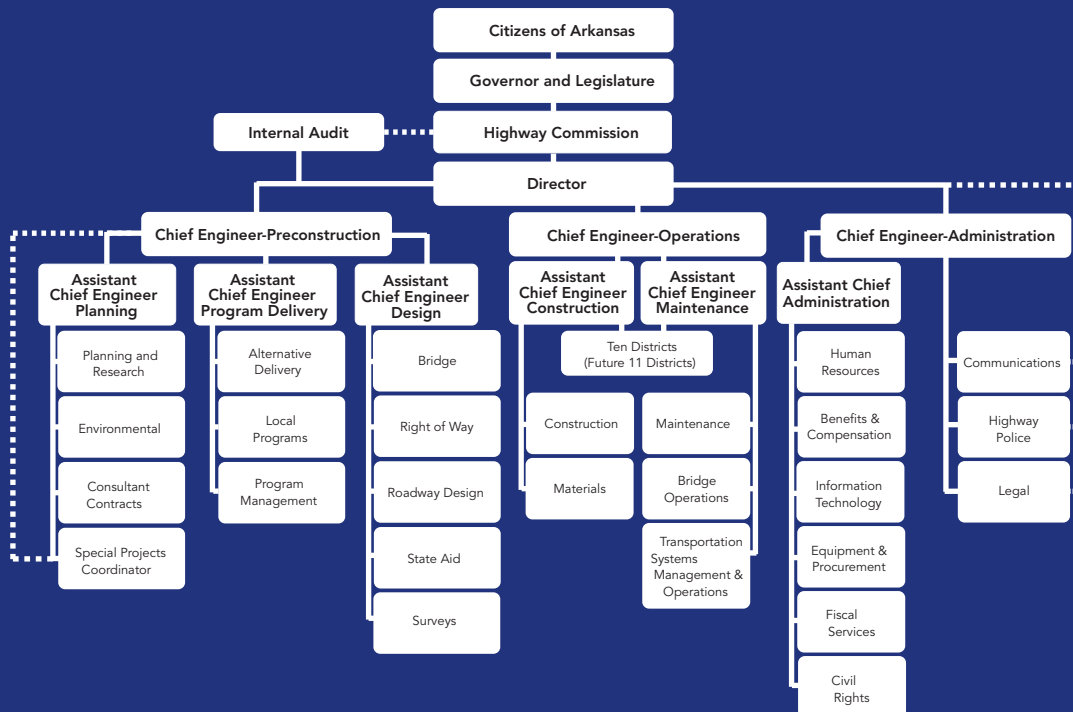 Citizens of Arkansas
Governor and Legislature
Internal Audit
Highway Commission
Director
Chief Engineer-Preconstruction
Chief Engineer-Operations
Chief Engineer-Administration
Assistant
Chief Engineer
Planning
Assistant
Chief Engineer
Program Delivery
Assistant
Chief Engineer
Design
Assistant
Chief Engineer
Construction
Assistant
Chief Engineer
Maintenance
Assistant Chief
Administration
Planning and
Research
Environmental
Consultant
Contracts
Special Projects
Coordinator
Alternative
Delivery
Local
Programs
Program
Management
Bridge
Right of Way
Roadway Design
State Aid
Surveys
Ten Districts
(Future 11 Districts)
Construction
Materials
Maintenance
Bridge
Operations
Transportation
Systems
Management &
Operations
Human
Resources
Benefits &
Compensation
Information
Technology
Equipment &
Procurement
Fiscal
Services
Civil
Rights
Communications
Highway
Police
Legal